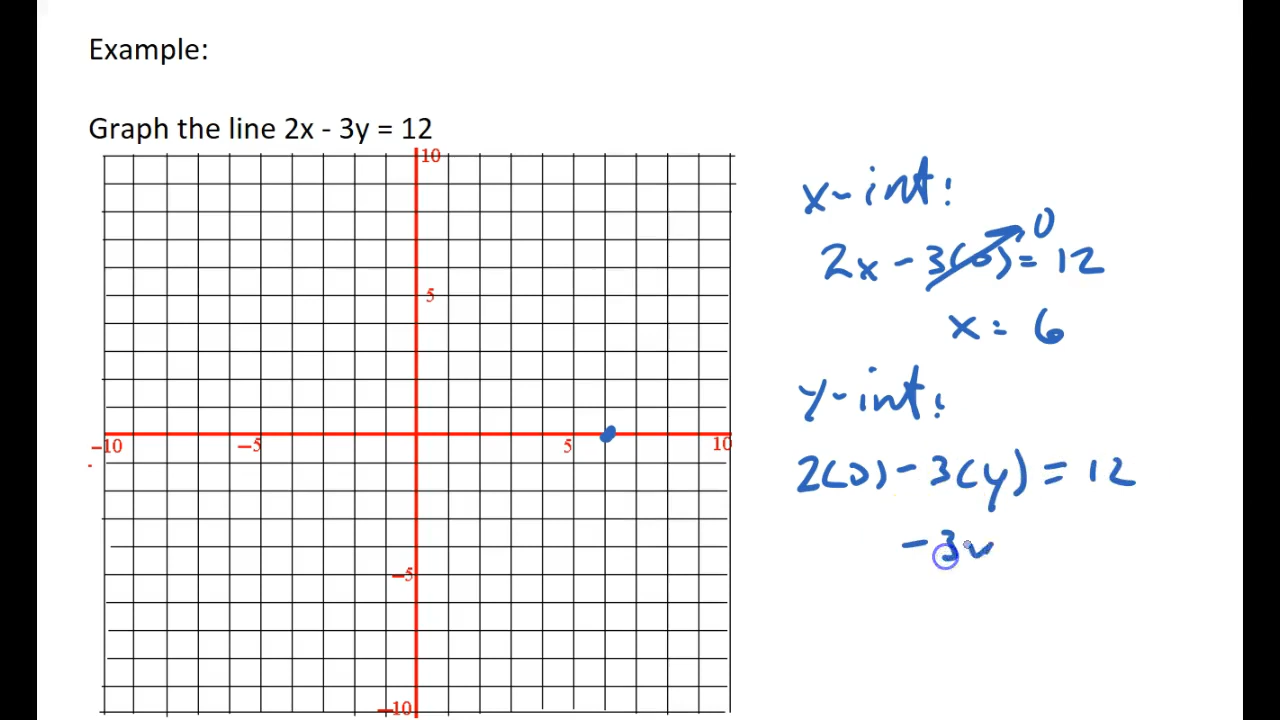 Example:
Graph the line 2x - 3y = 12
10
5
-10
-5
5
10
-5
-10
x-int:
0
2x - 3(0) = 12
x = 6
y-int:
2(0) - 3(y) = 12
-3y